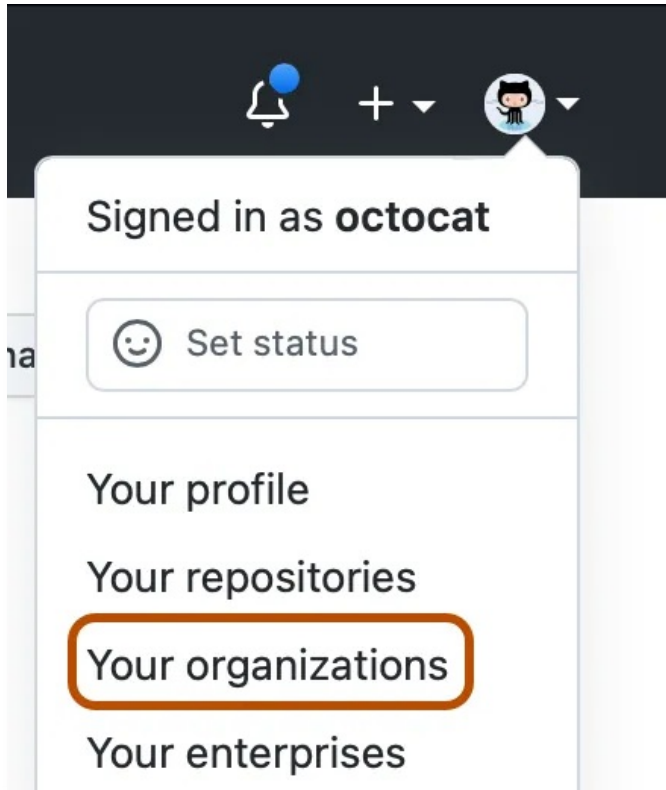 Signed in as octocat
Set status
Your profile
Your repositories
Your organizations
Your enterprises